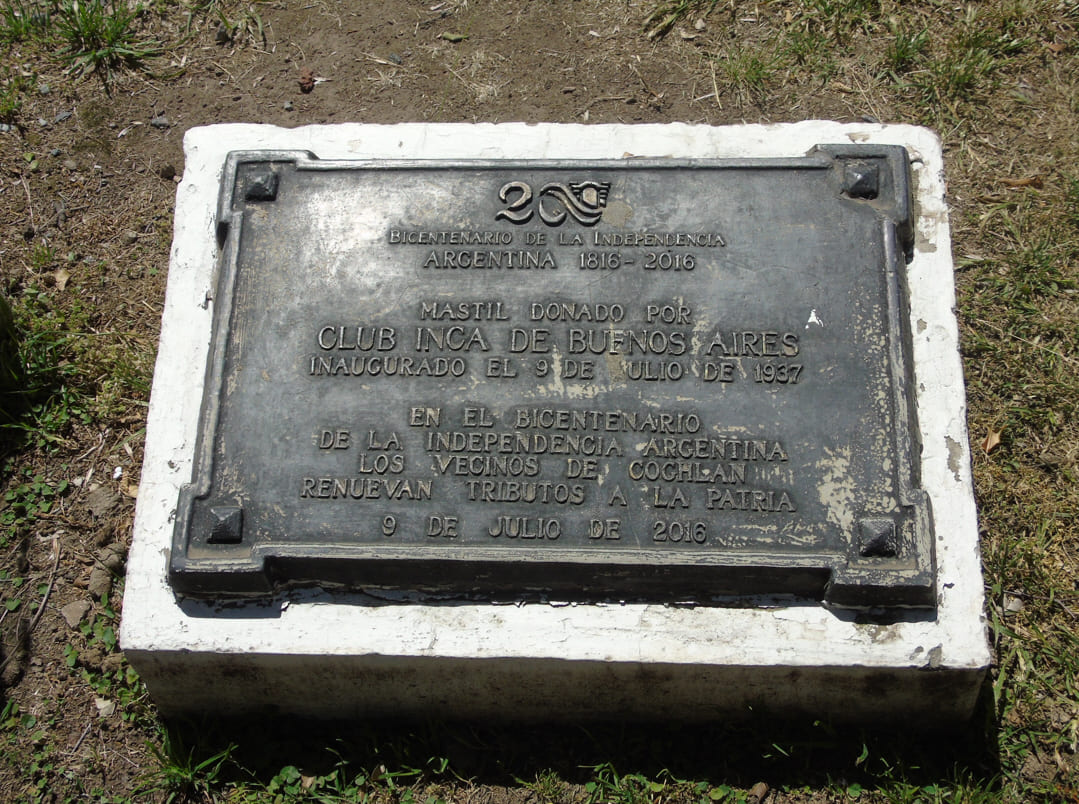 200
BICENTENARIO DE LA INDEPENDENCIA
ARGENTINA 1816 - 2016
MASTIL DONADO POR
CLUB INCA DE BUENOS AIRES
INAUGURADO EL 9 DE JULIO DE 1937
EN EL BICENTENARIO
DE LA INDEPENDENCIA ARGENTINA
LOS VECINOS DE COCHLAN
RENUEVAN TRIBUTOS A LA PATRIA
9 DE JULIO DE 2016